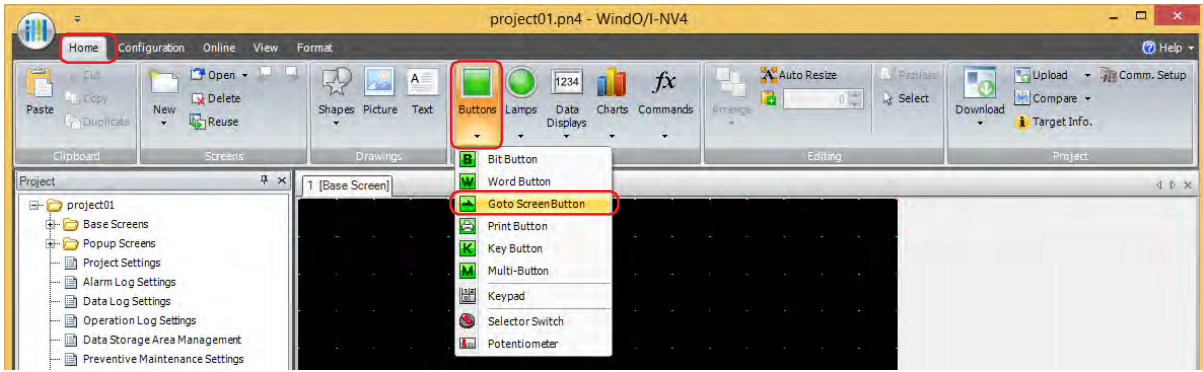 project01.pn4 - WindO/I-NV4
Home Configuration Online View Format Help
Paste Cut Copy Duplicate
New Open Delete Reuse
Shapes Picture Text
Buttons Lamps Data Displays Charts Commands
1234
fx
Arrange Auto Resize 0
Replace Select
Download Upload Compare Target Info. Comm. Setup
Clipboard Screens Drawings Editing Project
Project
1 [Base Screen]
project01
Base Screens
Popup Screens
Project Settings
Alarm Log Settings
Data Log Settings
Operation Log Settings
Data Storage Area Management
Preventive Maintenance Settings
B Bit Button
W Word Button
Goto Screen Button
Print Button
K Key Button
M Multi-Button
Keypad
Selector Switch
Potentiometer